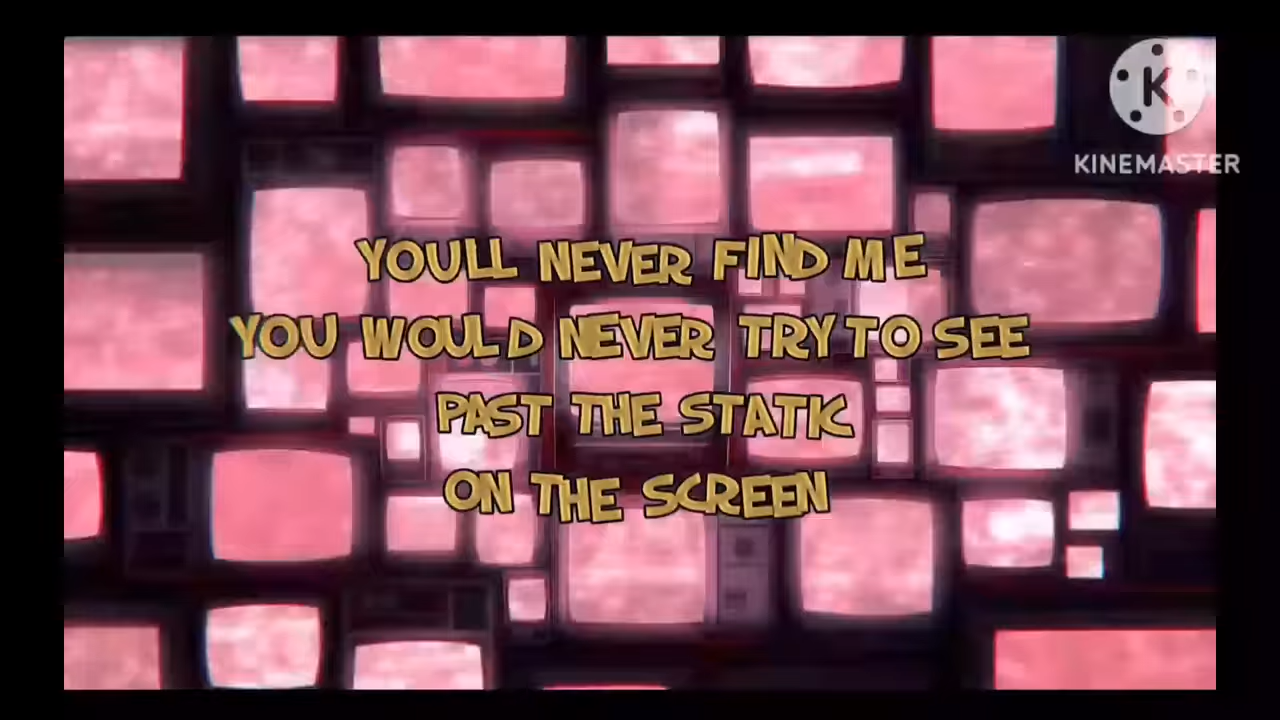 K
KINEMASTER
YOULL NEVER FIND ME
YOU WOULD NEVER TRY TO SEE
PAST THE STATIC
ON THE SCREEN